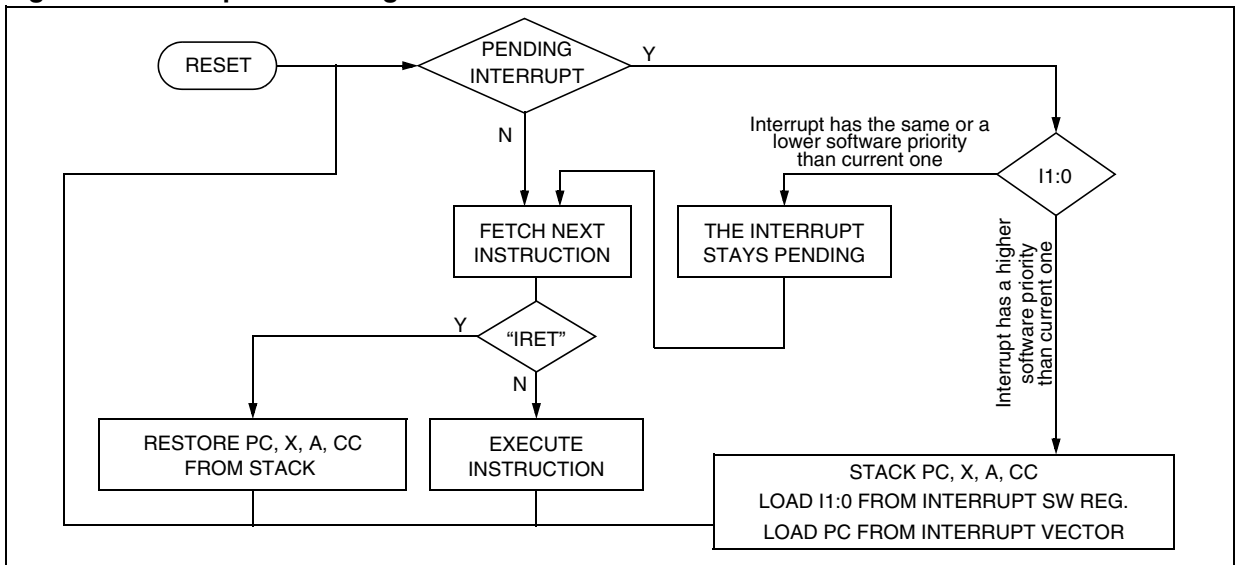 RESET
PENDING
INTERRUPT
Y
N
Interrupt has the same or a
lower software priority
than current one
I1:0
FETCH NEXT
INSTRUCTION
THE INTERRUPT
STAYS PENDING
Interrupt has a higher
software priority
than current one
Y
“IRET”
N
RESTORE PC, X, A, CC
FROM STACK
EXECUTE
INSTRUCTION
STACK PC, X, A, CC
LOAD I1:0 FROM INTERRUPT SW REG.
LOAD PC FROM INTERRUPT VECTOR